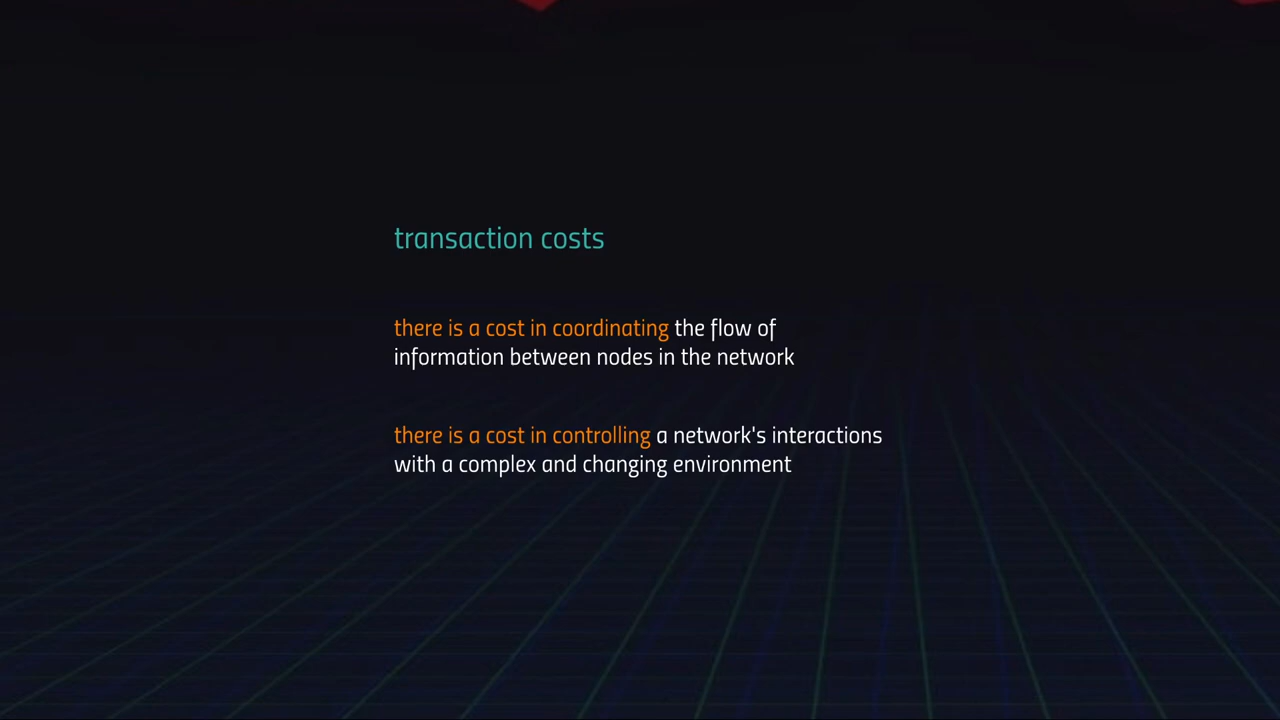 transaction costs
there is a cost in coordinating the flow of
information between nodes in the network
there is a cost in controlling a network's interactions
with a complex and changing environment